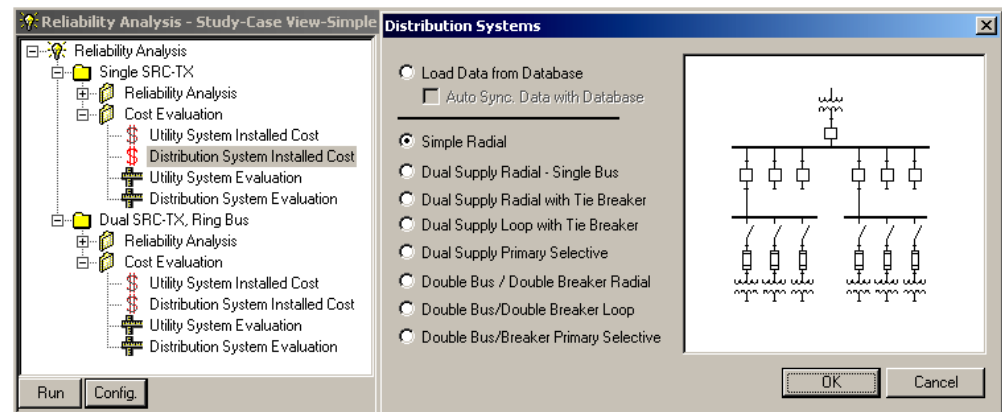 Reliability Analysis - Study-Case View-Simple
Reliability Analysis
Single SRC-TX
Reliability Analysis
Cost Evaluation
Utility System Installed Cost
Distribution System Installed Cost
Utility System Evaluation
Distribution System Evaluation
Dual SRC-TX, Ring Bus
Reliability Analysis
Cost Evaluation
Utility System Installed Cost
Distribution System Installed Cost
Utility System Evaluation
Distribution System Evaluation
Run
Config.
Distribution Systems
Load Data from Database
Auto Sync. Data with Database
Simple Radial
Dual Supply Radial - Single Bus
Dual Supply Radial with Tie Breaker
Dual Supply Loop with Tie Breaker
Dual Supply Primary Selective
Double Bus / Double Breaker Radial
Double Bus/Double Breaker Loop
Double Bus/Breaker Primary Selective
OK
Cancel